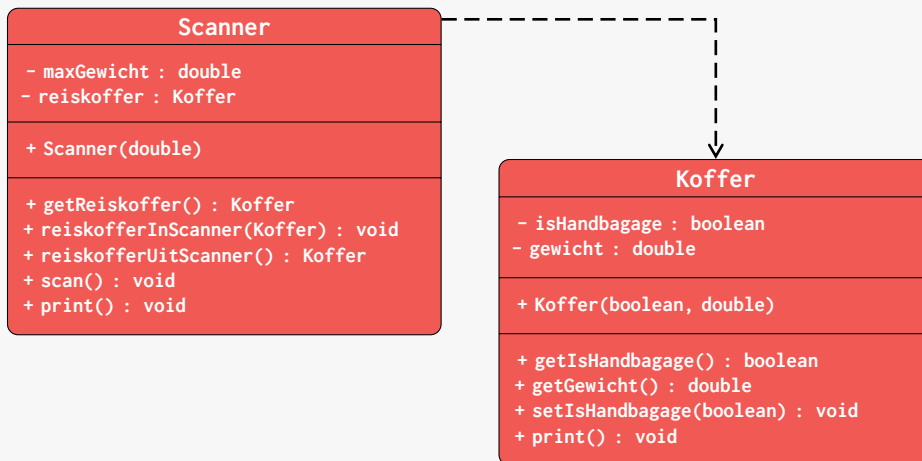 Scanner
- maxGewicht : double
- reiskoffer : Koffer
+ Scanner(double)
+ getReiskoffer() : Koffer
+ reiskofferInScanner(Koffer) : void
+ reiskofferUitScanner() : Koffer
+ scan() : void
+ print() : void
Koffer
- isHandbagage : boolean
- gewicht : double
+ Koffer(boolean, double)
+ getIsHandbagage() : boolean
+ getGewicht() : double
+ setIsHandbagage(boolean) : void
+ print() : void